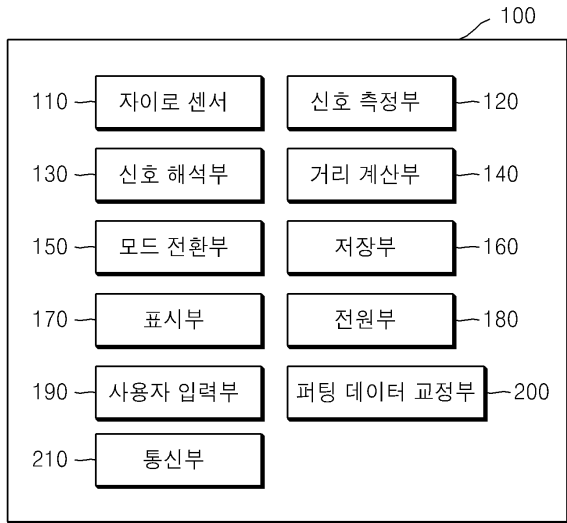 100
110 자이로 센서 신호 측정부 120
130 신호 해석부 거리 계산부 140
150 모드 전환부 저장부 160
170 표시부 전원부 180
190 사용자 입력부 퍼팅 데이터 교정부 200
210 통신부